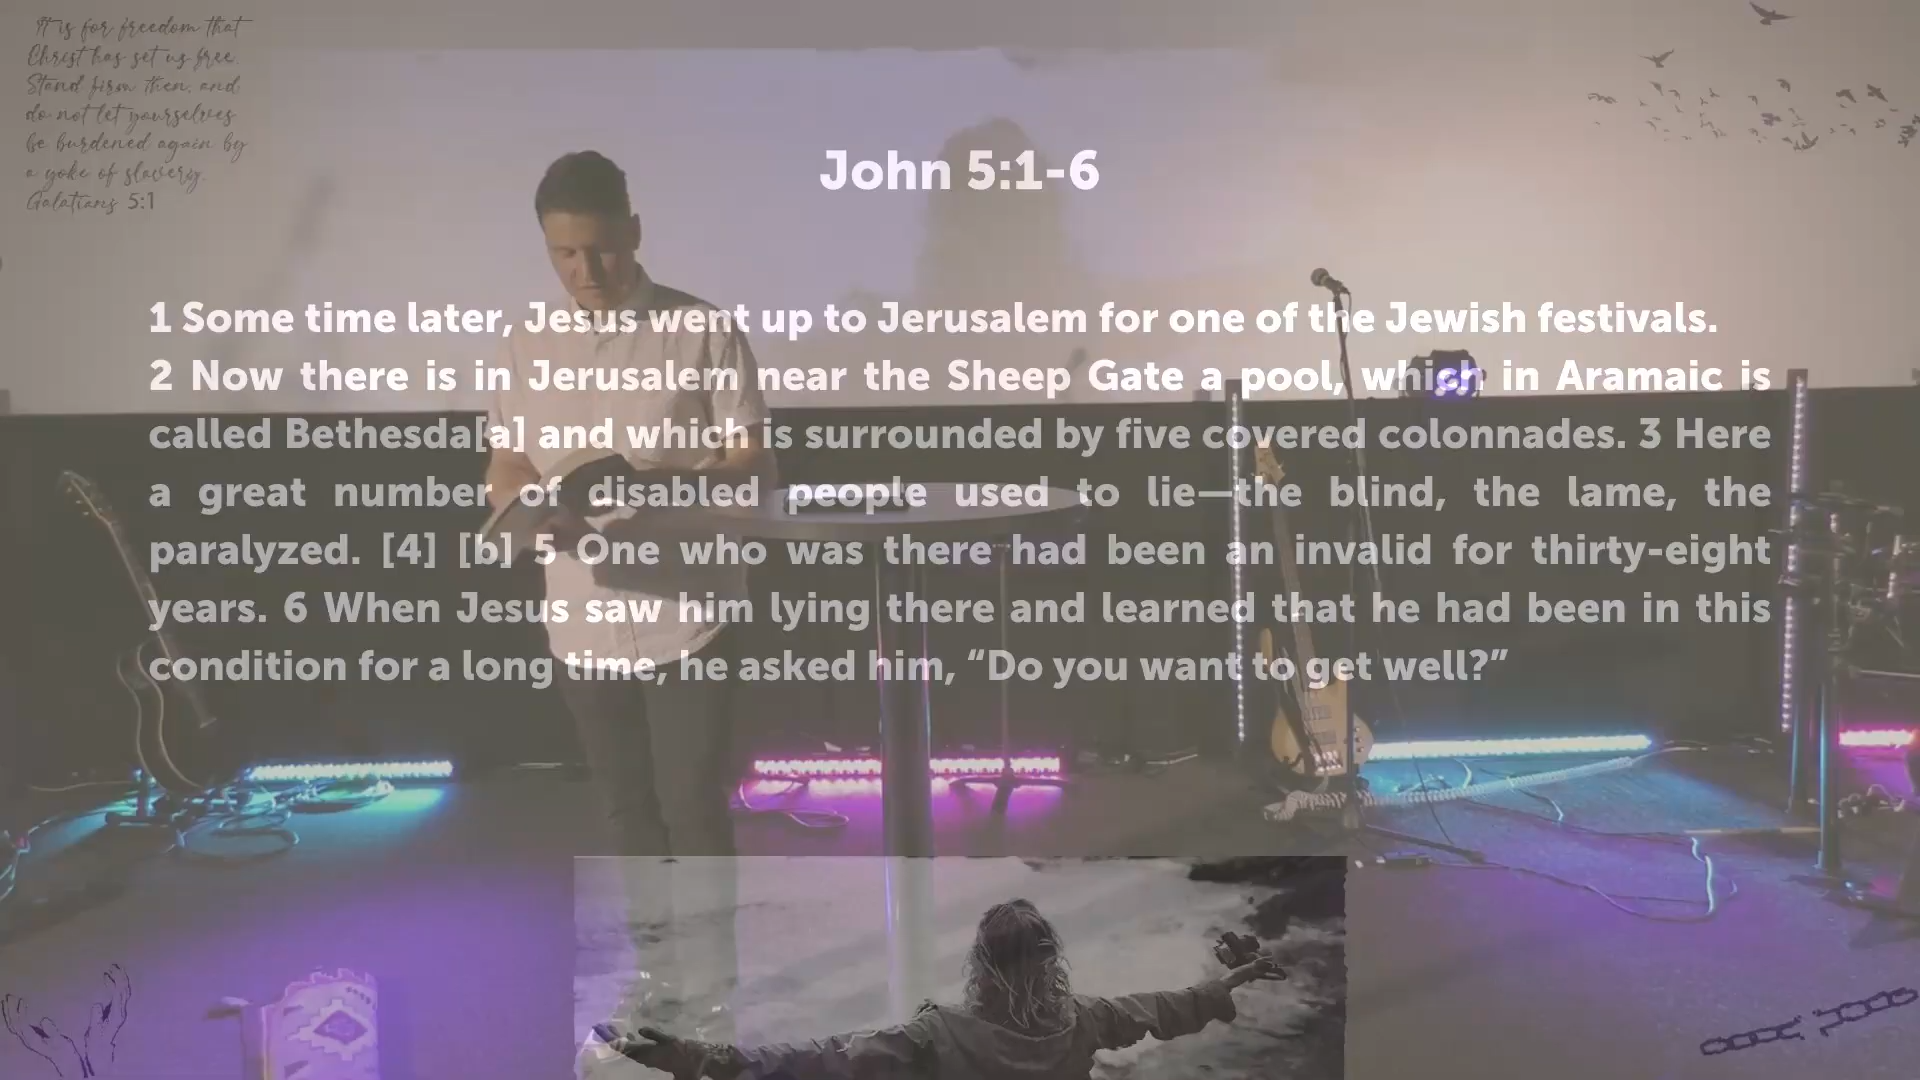 It is for freedom that
Christ has set us free.
Stand firm then, and
do not let yourselves
be burdened again by
a yoke of slavery.
Galatians 5:1
John 5:1-6
1 Some time later, Jesus went up to Jerusalem for one of the Jewish festivals.
2 Now there is in Jerusalem near the Sheep Gate a pool, which in Aramaic is
called Bethesda[a] and which is surrounded by five covered colonnades. 3 Here
a great number of disabled people used to lie—the blind, the lame, the
paralyzed. [4] [b] 5 One who was there had been an invalid for thirty-eight
years. 6 When Jesus saw him lying there and learned that he had been in this
condition for a long time, he asked him, “Do you want to get well?”